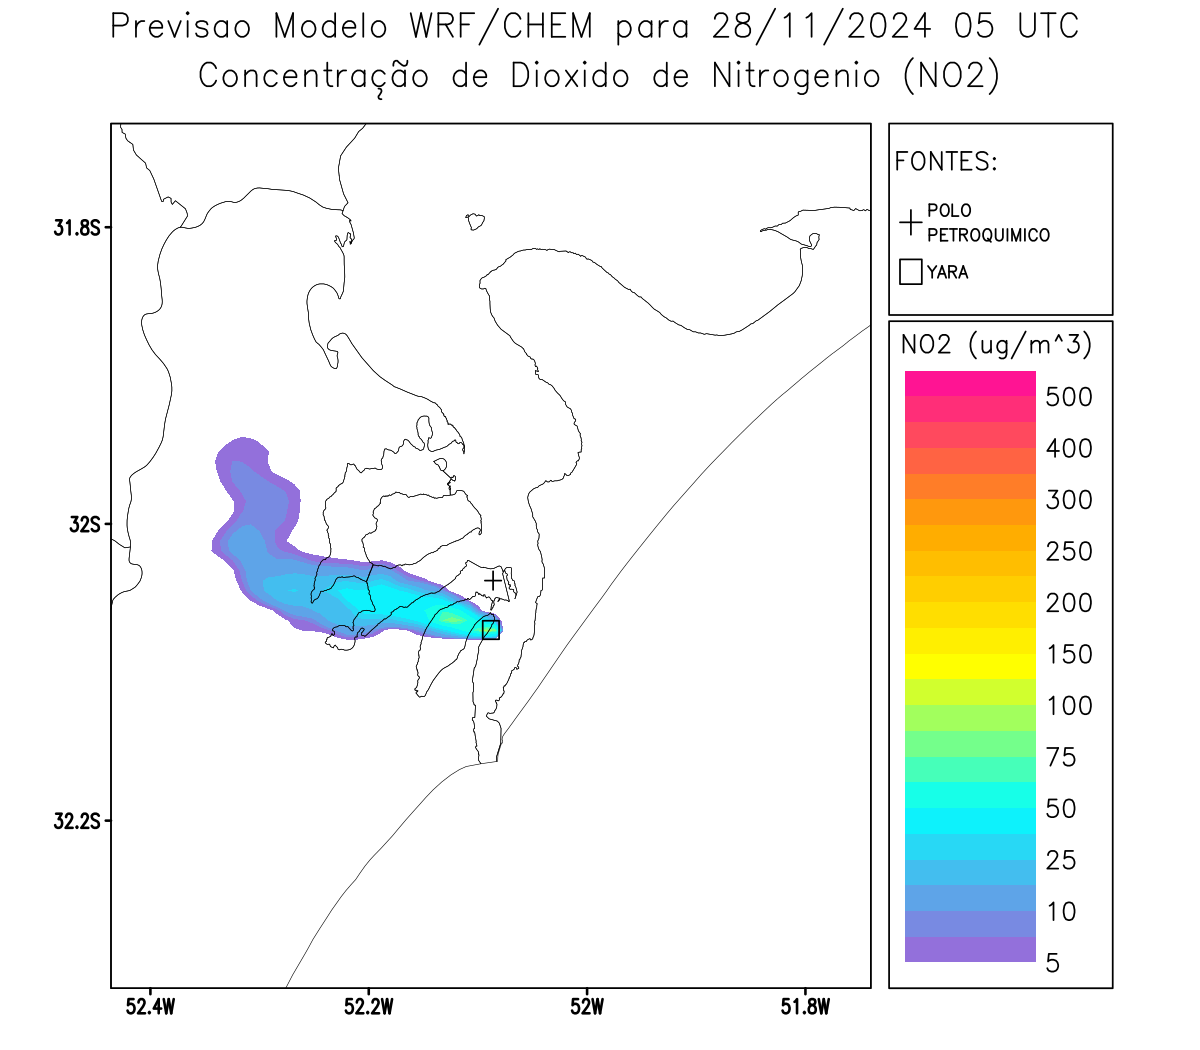 Previsao Modelo WRF/CHEM para 28/11/2024 05 UTC
Concentração de Dioxido de Nitrogenio (NO2)
FONTES:
POLO
PETROQUIMICO
YARA
31.8S
32S
32.2S
52.4W
52.2W
52W
51.8W
NO2 (ug/m^3)
500
400
300
250
200
150
100
75
50
25
10
5